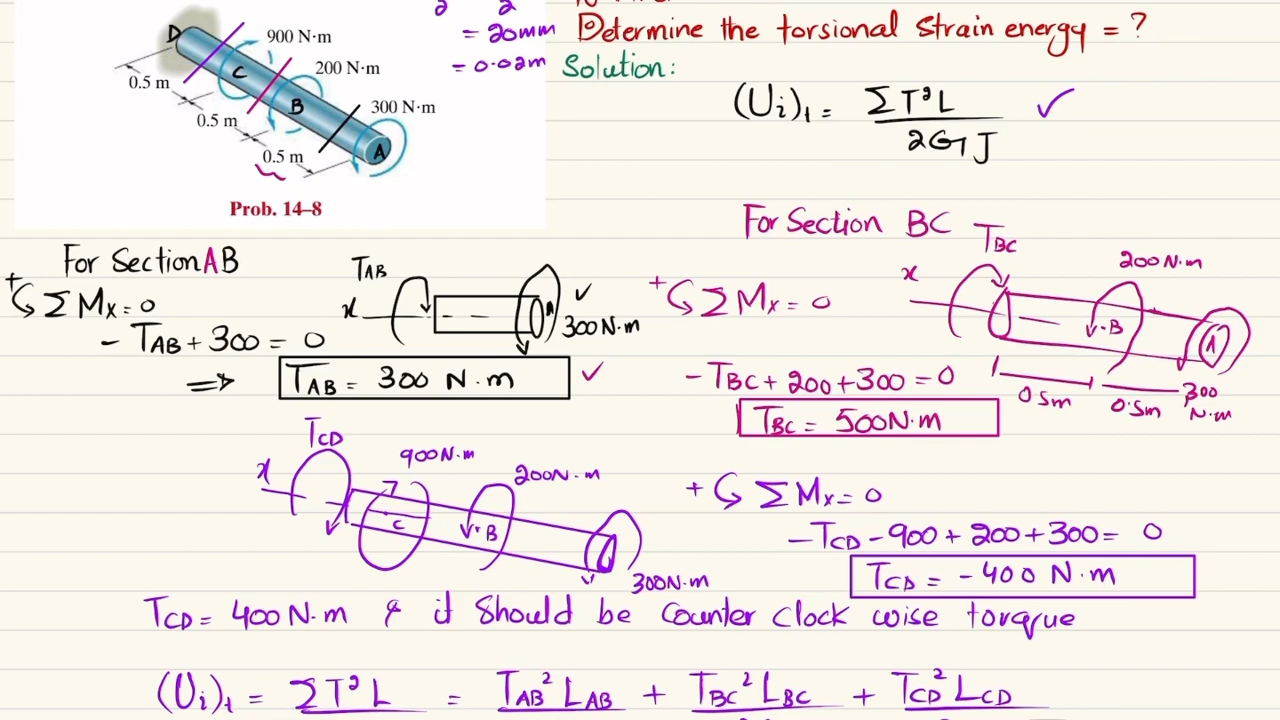 = 20mm
= 0.02m
Determine the torsional Strain energy = ?
Solution:
(Ui)t = ΣT²L / 2GJ ✓
D
C
B
A
900 N·m
200 N·m
300 N·m
0.5 m
0.5 m
0.5 m
Prob. 14–8
For Section AB
+ ΣMx = 0
- TAB + 300 = 0
⇒ TAB = 300 N·m ✓
TAB
x
A
✓
300 N·m
For Section BC
+ ΣMx = 0
-TBC + 200 + 300 = 0
TBC = 500 N·m
TBC
x
200 N·m
B
A
0.5m
0.5m
300
N·m
TCD
x
900 N·m
C
200 N·m
B
300 N·m
+ ΣMx = 0
-TCD - 900 + 200 + 300 = 0
TCD = -400 N·m
TCD = 400 N·m & it Should be Counter Clock wise torque
(Ui)t = ΣT²L = TAB² LAB + TBC² LBC + TCD² LCD